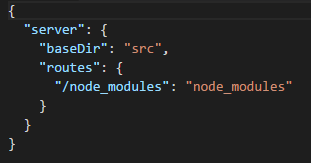 {
  "server": {
    "baseDir": "src",
    "routes": {
      "/node_modules": "node_modules"
    }
  }
}